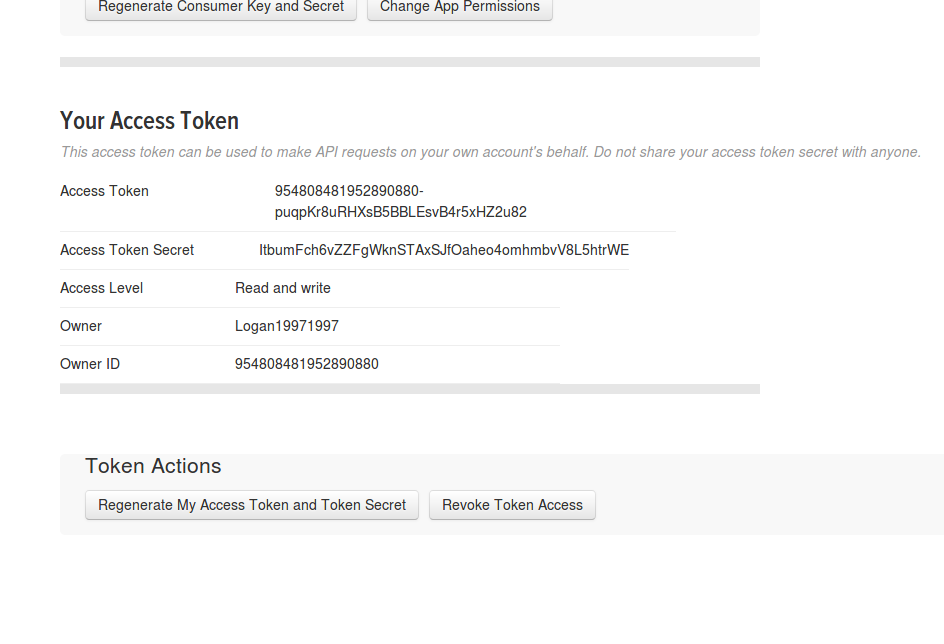 Regenerate Consumer Key and Secret
Change App Permissions
Your Access Token
This access token can be used to make API requests on your own account's behalf. Do not share your access token secret with anyone.
Access Token 954808481952890880-
puqpKr8uRHXsB5BBLEsvB4r5xHZ2u82
Access Token Secret ItbumFch6vZZFgWknSTAxSJfOaheo4omhmbvV8L5htrWE
Access Level Read and write
Owner Logan19971997
Owner ID 954808481952890880
Token Actions
Regenerate My Access Token and Token Secret
Revoke Token Access